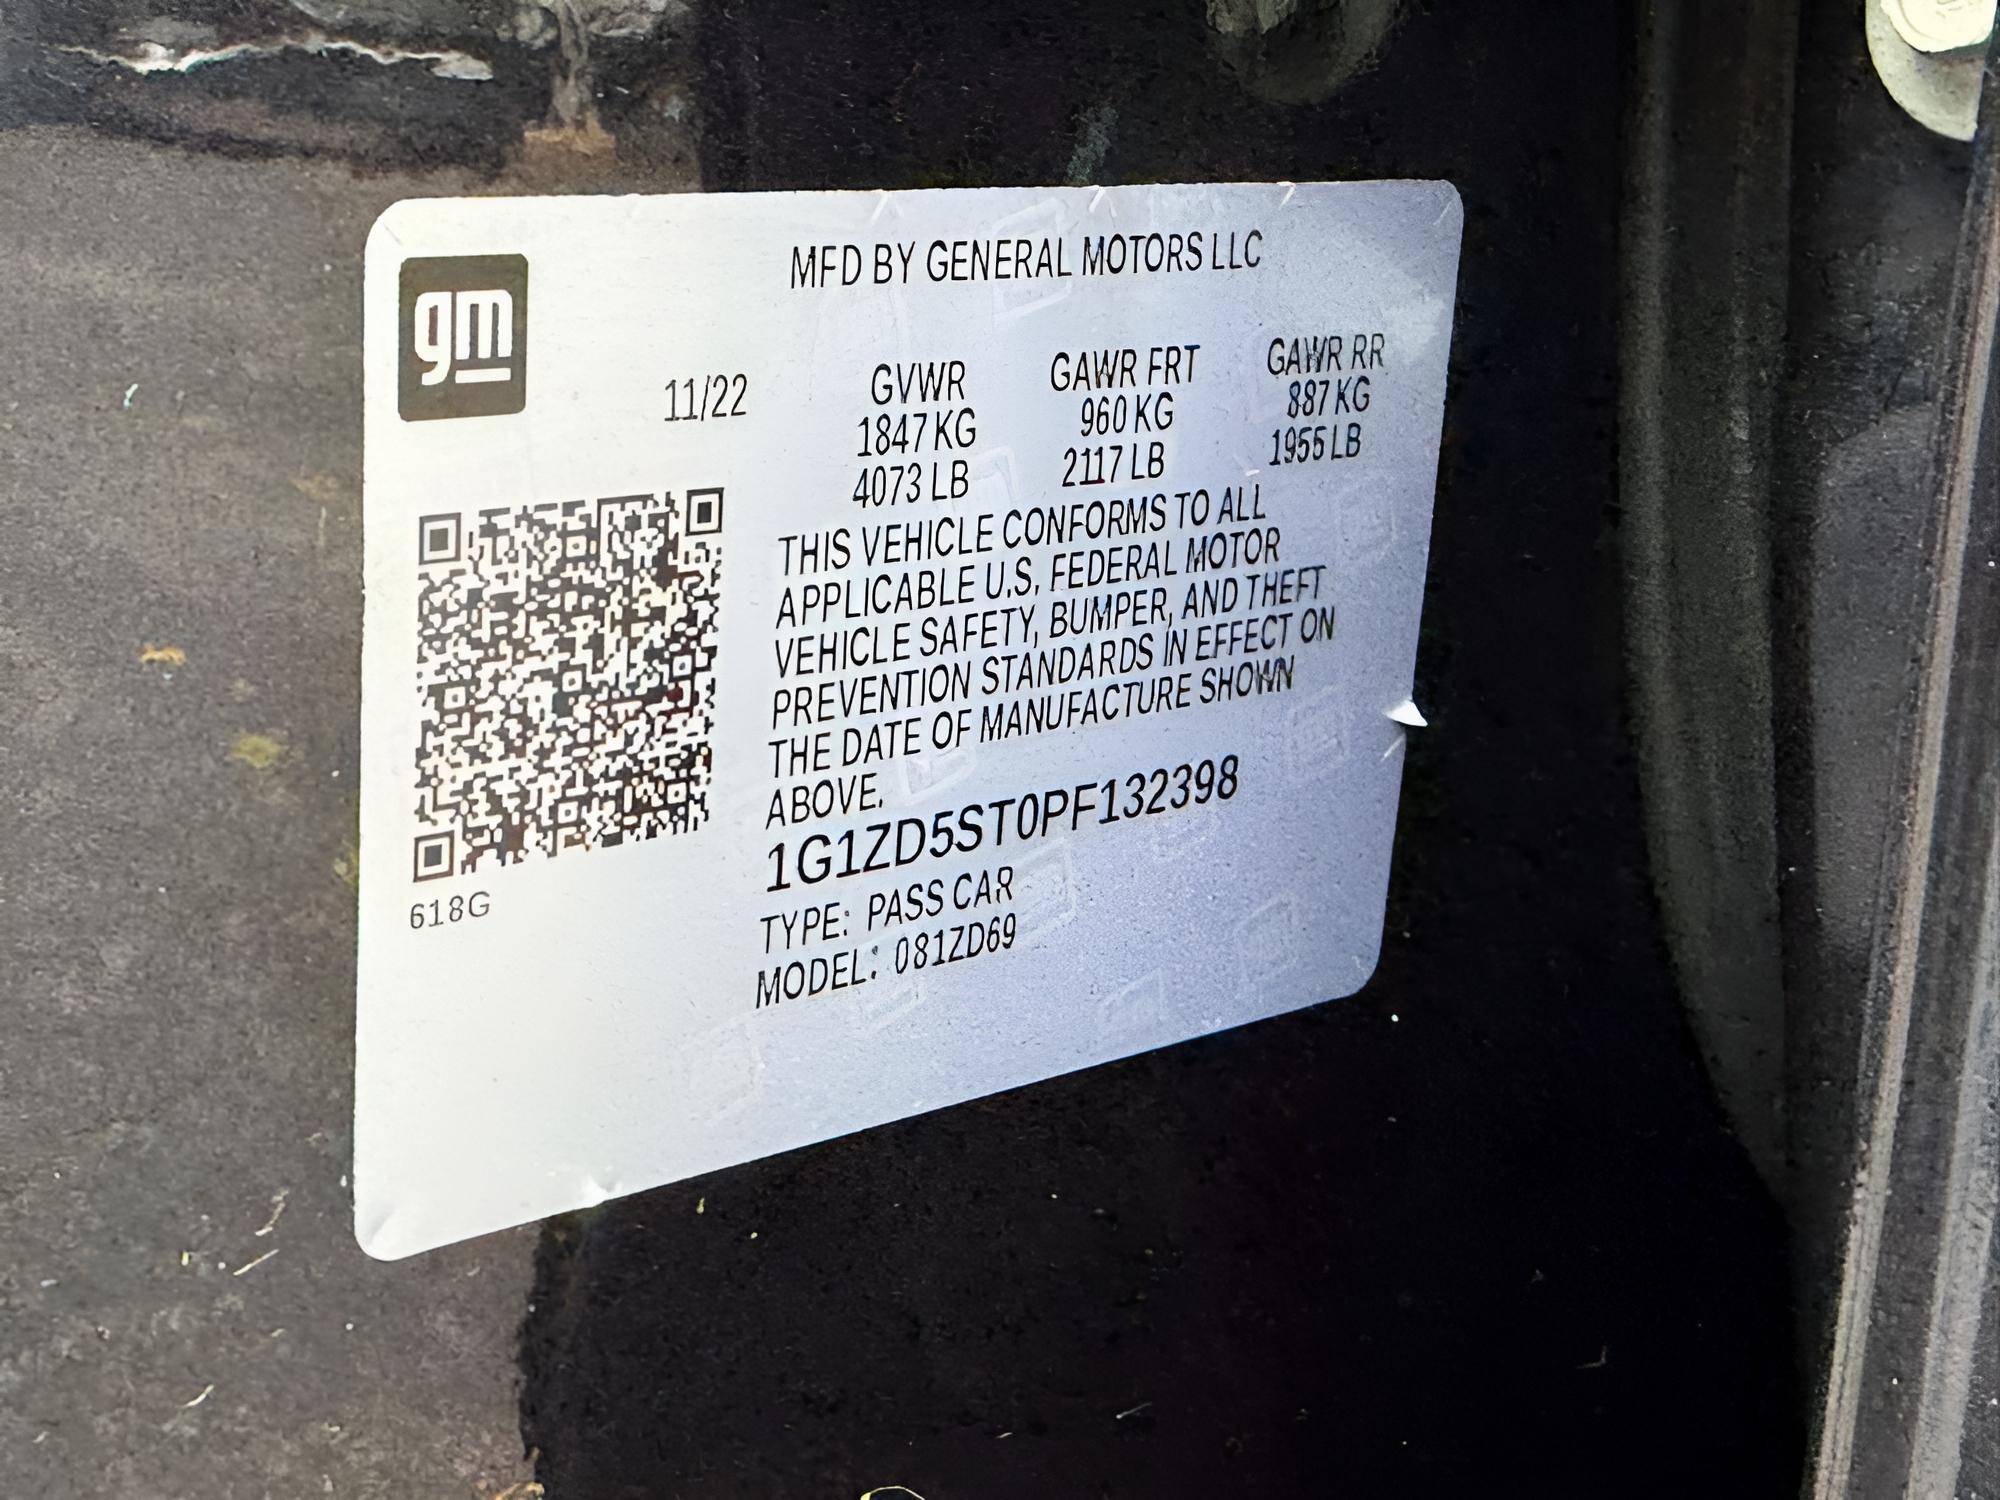 gm
MFD BY GENERAL MOTORS LLC
11/22
GVWR GAWR FRT GAWR RR
1847 KG 960 KG 887 KG
4073 LB 2117 LB 1955 LB
THIS VEHICLE CONFORMS TO ALL
APPLICABLE U.S. FEDERAL MOTOR
VEHICLE SAFETY, BUMPER, AND THEFT
PREVENTION STANDARDS IN EFFECT ON
THE DATE OF MANUFACTURE SHOWN
ABOVE.
1G1ZD5ST0PF132398
TYPE: PASS CAR
MODEL: 081ZD69
618G